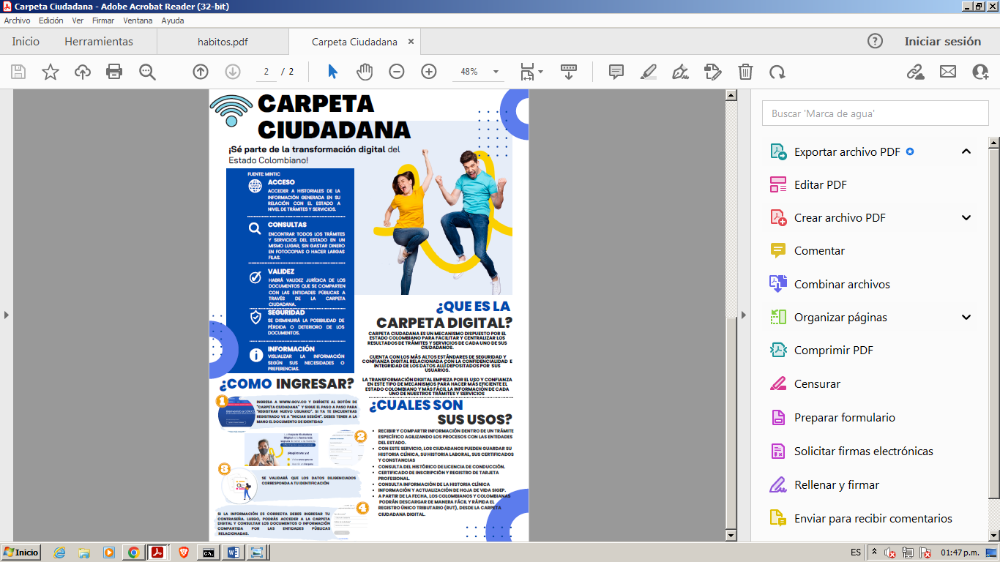 Carpeta Ciudadana - Adobe Acrobat Reader (32-bit)
Archivo Edición Ver Firmar Ventana Ayuda
Inicio Herramientas habitos.pdf Carpeta Ciudadana × ? Iniciar sesión
2 / 2 48%
CARPETA
CIUDADANA
¡Sé parte de la transformación digital del
Estado Colombiano!
FUENTE: MINTIC
ACCESO
ACCEDER A HISTORIALES DE LA
INFORMACIÓN GENERADA EN SU
RELACIÓN CON EL ESTADO A
NIVEL DE TRÁMITES Y SERVICIOS.
CONSULTAS
ENCONTRAR TODOS LOS TRÁMITES
Y SERVICIOS DEL ESTADO EN UN
MISMO LUGAR, SIN GASTAR DINERO
EN FOTOCOPIAS O HACER LARGAS
FILAS.
VALIDEZ
HABRÁ VALIDEZ JURÍDICA DE LOS
DOCUMENTOS QUE SE COMPARTEN
CON LAS ENTIDADES PÚBLICAS A
TRAVÉS DE LA CARPETA
CIUDADANA.
SEGURIDAD
SE DISMINUIRÁ LA POSIBILIDAD DE
PÉRDIDA O DETERIORO DE LOS
DOCUMENTOS.
INFORMACIÓN
VISUALIZAR LA INFORMACIÓN
SEGÚN SUS NECESIDADES O
PREFERENCIAS.
¿QUE ES LA
CARPETA DIGITAL?
CARPETA CIUDADANA ES UN MECANISMO DISPUESTO POR EL
ESTADO COLOMBIANO PARA FACILITAR Y CENTRALIZAR LOS
RESULTADOS DE TRÁMITES Y SERVICIOS DE CADA UNO DE SUS
CIUDADANOS.
CUENTA CON LOS MÁS ALTOS ESTÁNDARES DE SEGURIDAD Y
CONFIANZA DIGITAL RELACIONADA CON LA CONFIDENCIALIDAD E
INTEGRIDAD DE LOS DATOS ALLÍ DEPOSITADOS POR SUS
USUARIOS.
LA TRANSFORMACIÓN DIGITAL EMPIEZA POR EL USO Y CONFIANZA
EN ESTE TIPO DE MECANISMOS PARA HACER MÁS EFICIENTE EL
ESTADO COLOMBIANO Y MÁS FÁCIL LA INFORMACIÓN DE CADA
UNO DE NUESTROS TRÁMITES Y SERVICIOS
¿COMO INGRESAR?
1
INGRESA A WWW.GOV.CO Y DIRÍGETE AL BOTÓN DE
"CARPETA CIUDADANA" Y SIGUE EL PASO A PASO PARA
"REGISTRAR NUEVO USUARIO". SI YA TE ENCUENTRAS
REGISTRADO VE A "INICIAR SESIÓN". DEBES TENER A LA
MANO EL DOCUMENTO DE IDENTIDAD
2
¡Regístrate ya!
3
SE VALIDARÁ QUE LOS DATOS DILIGENCIADOS
CORRESPONDA A TU IDENTIFICACIÓN
4
SI LA INFORMACIÓN ES CORRECTA DEBES INGRESAR TU
CONTRASEÑA. LUEGO, PODRÁS ACCEDER A LA CARPETA
DIGITAL Y CONSULTAR LOS DOCUMENTOS O INFORMACIÓN
COMPARTIDA POR LAS ENTIDADES PÚBLICAS
RELACIONADAS.
¿CUALES SON
SUS USOS?
• RECIBIR Y COMPARTIR INFORMACIÓN DENTRO DE UN TRÁMITE
ESPECÍFICO AGILIZANDO LOS PROCESOS CON LAS ENTIDADES
DEL ESTADO.
• CON ESTE SERVICIO, LOS CIUDADANOS PUEDEN GUARDAR SU
HISTORIA CLÍNICA, SU HISTORIA LABORAL, SUS CERTIFICADOS
Y CONSTANCIAS
• CONSULTA DEL HISTÓRICO DE LICENCIA DE CONDUCCIÓN.
• CERTIFICADO DE INSCRIPCIÓN Y REGISTRO DE TARJETA
PROFESIONAL.
• CONSULTA INFORMACIÓN DE LA HISTORIA CLÍNICA
• INFORMACIÓN Y ACTUALIZACIÓN DE HOJA DE VIDA SIGEP.
• A PARTIR DE LA FECHA, LOS COLOMBIANOS Y COLOMBIANAS
PODRÁN DESCARGAR DE MANERA FÁCIL Y RÁPIDA EL
REGISTRO ÚNICO TRIBUTARIO (RUT), DESDE LA CARPETA
CIUDADANA DIGITAL.
Buscar 'Marca de agua'
Exportar archivo PDF
Editar PDF
Crear archivo PDF
Comentar
Combinar archivos
Organizar páginas
Comprimir PDF
Censurar
Preparar formulario
Solicitar firmas electrónicas
Rellenar y firmar
Enviar para recibir comentarios
Inicio ES 01:47 p.m.